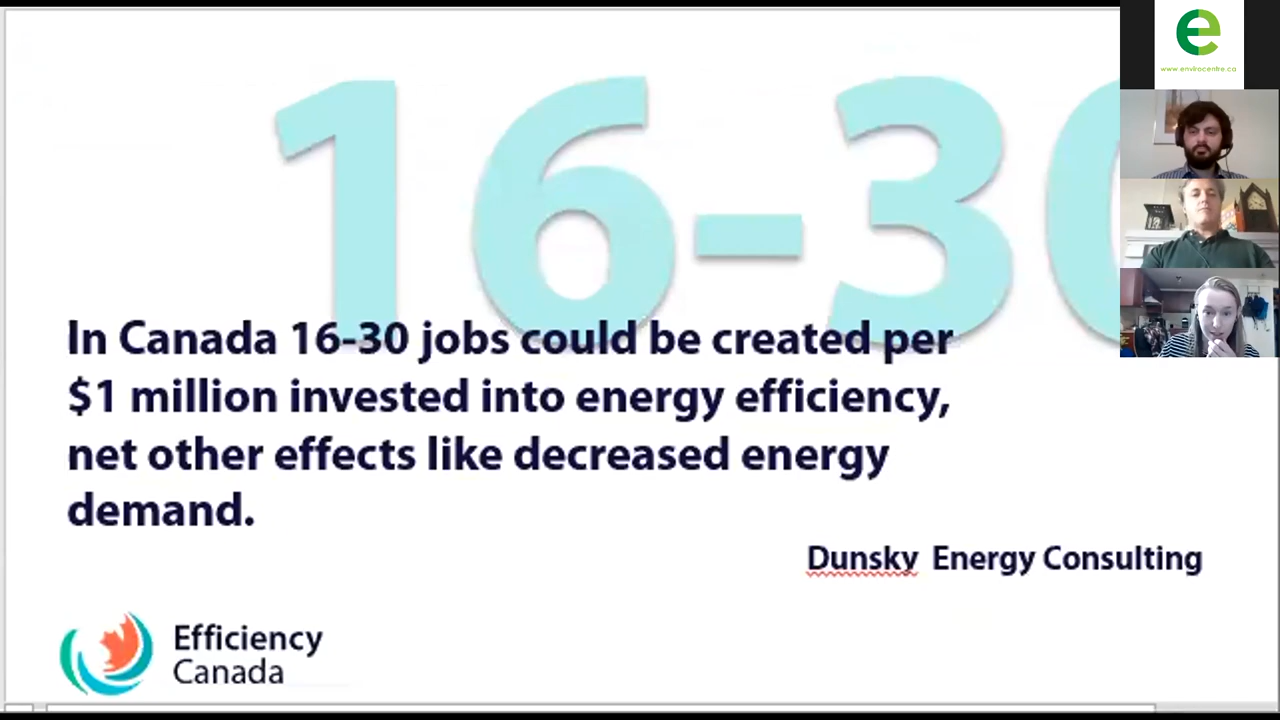 16-30
www.envirocentre.ca
In Canada 16-30 jobs could be created per
$1 million invested into energy efficiency,
net other effects like decreased energy
demand.
Dunsky Energy Consulting
Efficiency
Canada